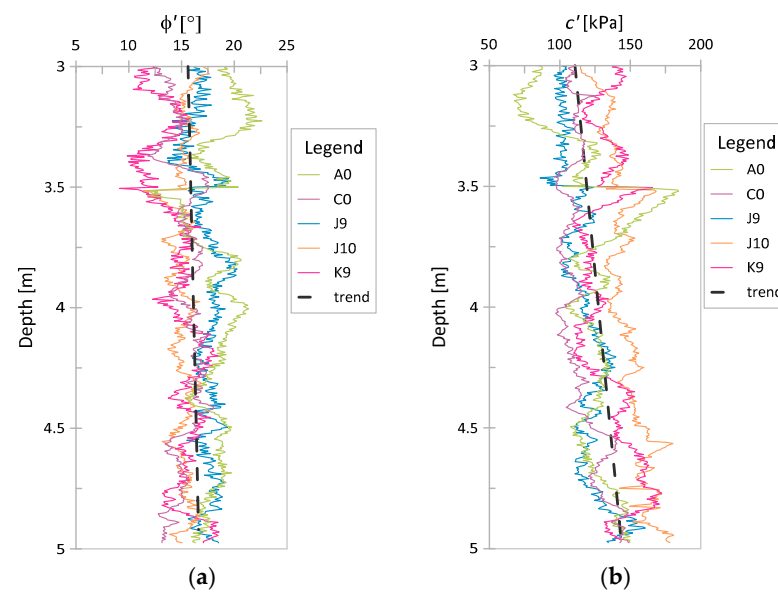 ϕ′[°]
5 10 15 20 25
3
3.5
4
4.5
5
Depth [m]
Legend
A0
C0
J9
J10
K9
trend
(a)
c′[kPa]
50 100 150 200
3
3.5
4
4.5
5
Depth [m]
Legend
A0
C0
J9
J10
K9
trend
(b)